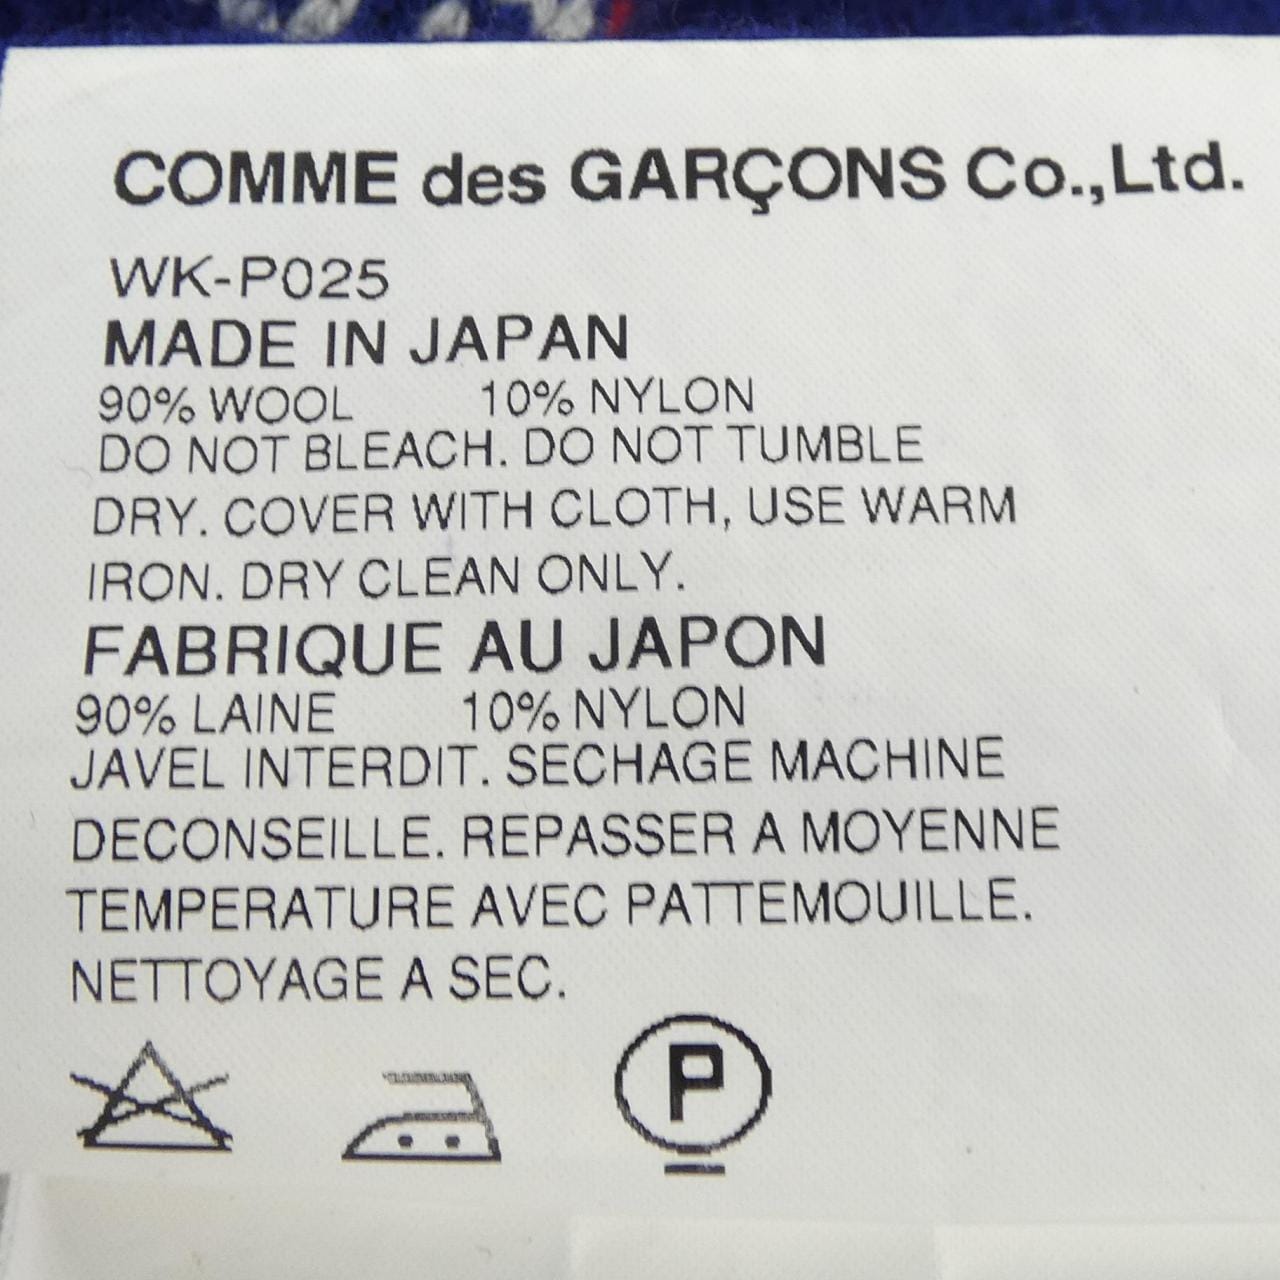 COMME des GARÇONS Co.,Ltd.
WK-P025
MADE IN JAPAN
90% WOOL 10% NYLON
DO NOT BLEACH. DO NOT TUMBLE
DRY. COVER WITH CLOTH, USE WARM
IRON. DRY CLEAN ONLY.
FABRIQUE AU JAPON
90% LAINE 10% NYLON
JAVEL INTERDIT. SECHAGE MACHINE
DECONSEILLE. REPASSER A MOYENNE
TEMPERATURE AVEC PATTEMOUILLE.
NETTOYAGE A SEC.
P